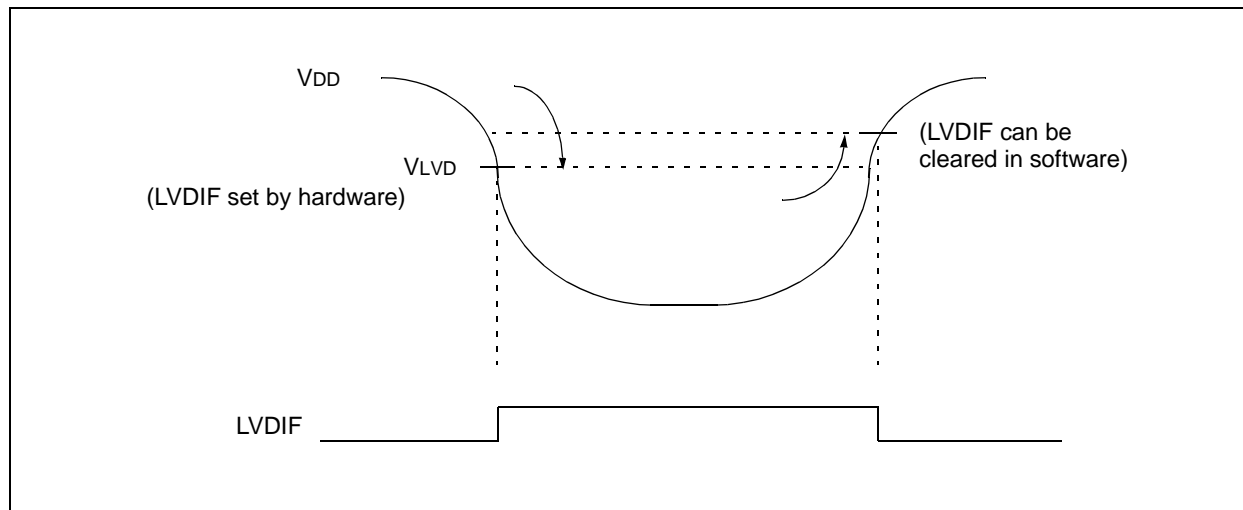 VDD
(LVDIF can be
cleared in software)
VLVD
(LVDIF set by hardware)
LVDIF